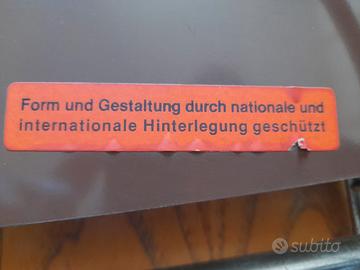 Form und Gestaltung durch nationale und
internationale Hinterlegung geschützt
subito